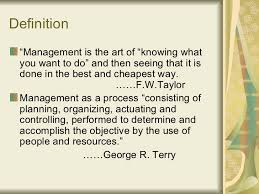 Definition
“Management is the art of “knowing what
you want to do” and then seeing that it is
done in the best and cheapest way.
……F.W.Taylor
Management as a process “consisting of
planning, organizing, actuating and
controlling, performed to determine and
accomplish the objective by the use of
people and resources.”
……George R. Terry